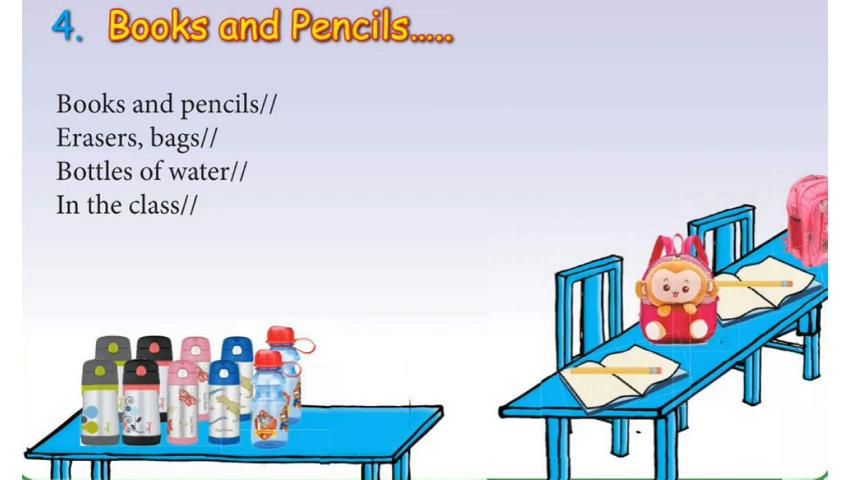 4. Books and Pencils.....
Books and pencils//
Erasers, bags//
Bottles of water//
In the class//